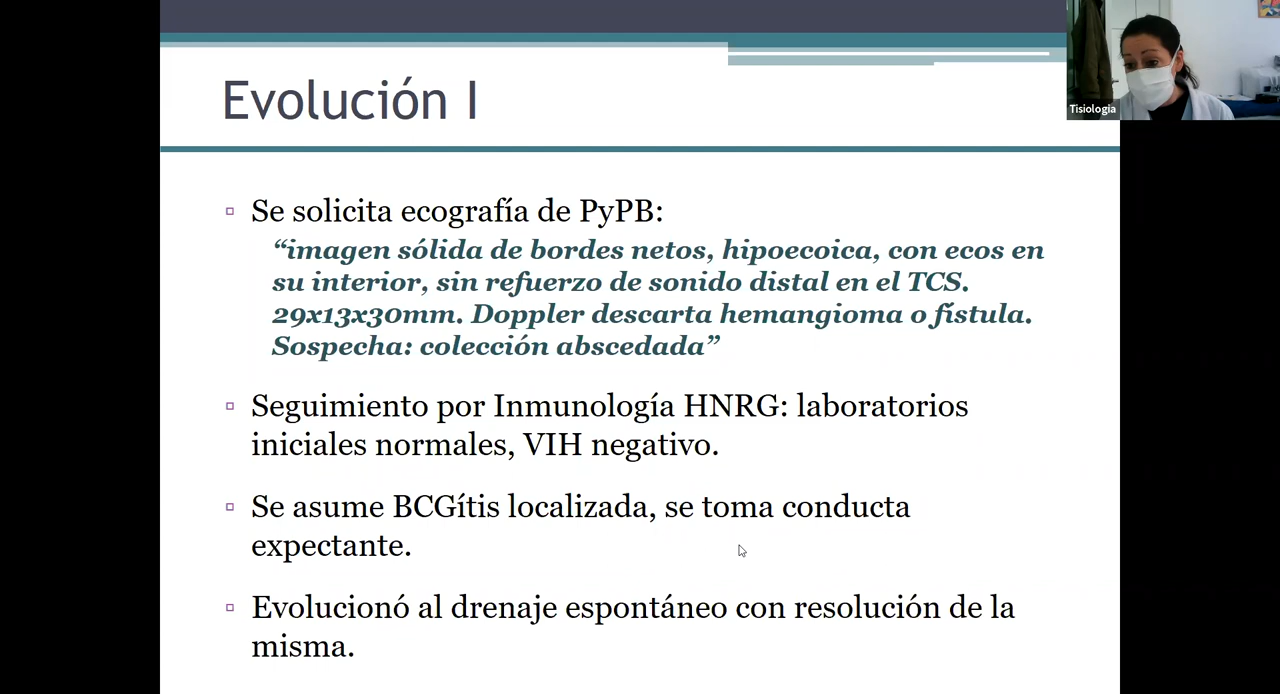 Evolución I
Tisiologia
Se solicita ecografía de PyPB:
“imagen sólida de bordes netos, hipoecoica, con ecos en
su interior, sin refuerzo de sonido distal en el TCS.
29x13x30mm. Doppler descarta hemangioma o fístula.
Sospecha: colección abscedada”
Seguimiento por Inmunología HNRG: laboratorios
iniciales normales, VIH negativo.
Se asume BCGítis localizada, se toma conducta
expectante.
Evolucionó al drenaje espontáneo con resolución de la
misma.